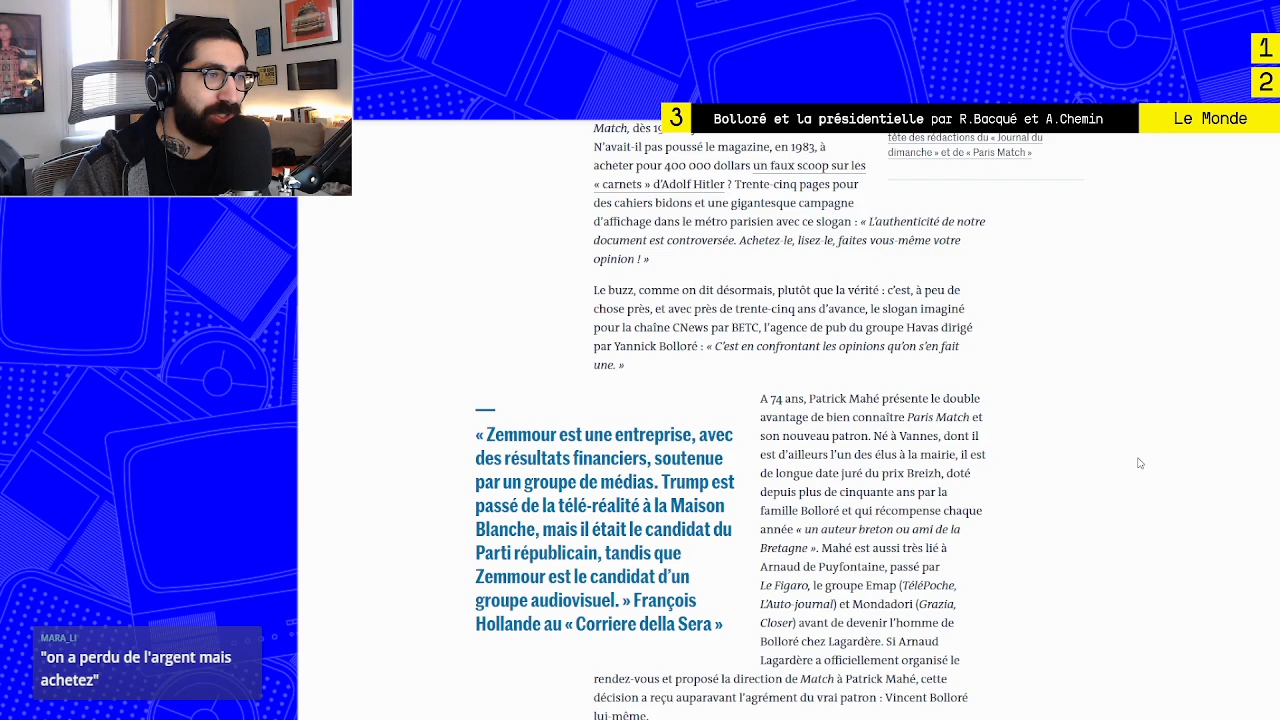 1
2
3 Bolloré et la présidentielle par R.Bacqué et A.Chemin Le Monde
Match, dès
N'avait-il pas poussé le magazine, en 1983, à
acheter pour 400 000 dollars un faux scoop sur les
« carnets » d'Adolf Hitler ? Trente-cinq pages pour
des cahiers bidons et une gigantesque campagne
d'affichage dans le métro parisien avec ce slogan : « L'authenticité de notre
document est controversée. Achetez-le, lisez-le, faites vous-même votre
opinion ! »
tête des rédactions du « Journal du
dimanche » et de « Paris Match »
Le buzz, comme on dit désormais, plutôt que la vérité : c'est, à peu de
chose près, et avec près de trente-cinq ans d'avance, le slogan imaginé
pour la chaîne CNews par BETC, l'agence de pub du groupe Havas dirigé
par Yannick Bolloré : « C'est en confrontant les opinions qu'on s'en fait
une. »
« Zemmour est une entreprise, avec
des résultats financiers, soutenue
par un groupe de médias. Trump est
passé de la télé-réalité à la Maison
Blanche, mais il était le candidat du
Parti républicain, tandis que
Zemmour est le candidat d'un
groupe audiovisuel. » François
Hollande au « Corriere della Sera »
A 74 ans, Patrick Mahé présente le double
avantage de bien connaître Paris Match et
son nouveau patron. Né à Vannes, dont il
est d'ailleurs l'un des élus à la mairie, il est
de longue date juré du prix Breizh, doté
depuis plus de cinquante ans par la
famille Bolloré et qui récompense chaque
année « un auteur breton ou ami de la
Bretagne ». Mahé est aussi très lié à
Arnaud de Puyfontaine, passé par
Le Figaro, le groupe Emap (TéléPoche,
L'Auto-journal) et Mondadori (Grazia,
Closer) avant de devenir l'homme de
Bolloré chez Lagardère. Si Arnaud
Lagardère a officiellement organisé le
rendez-vous et proposé la direction de Match à Patrick Mahé, cette
décision a reçu auparavant l'agrément du vrai patron : Vincent Bolloré
lui-même.
MARA_LI
"on a perdu de l'argent mais
achetez"